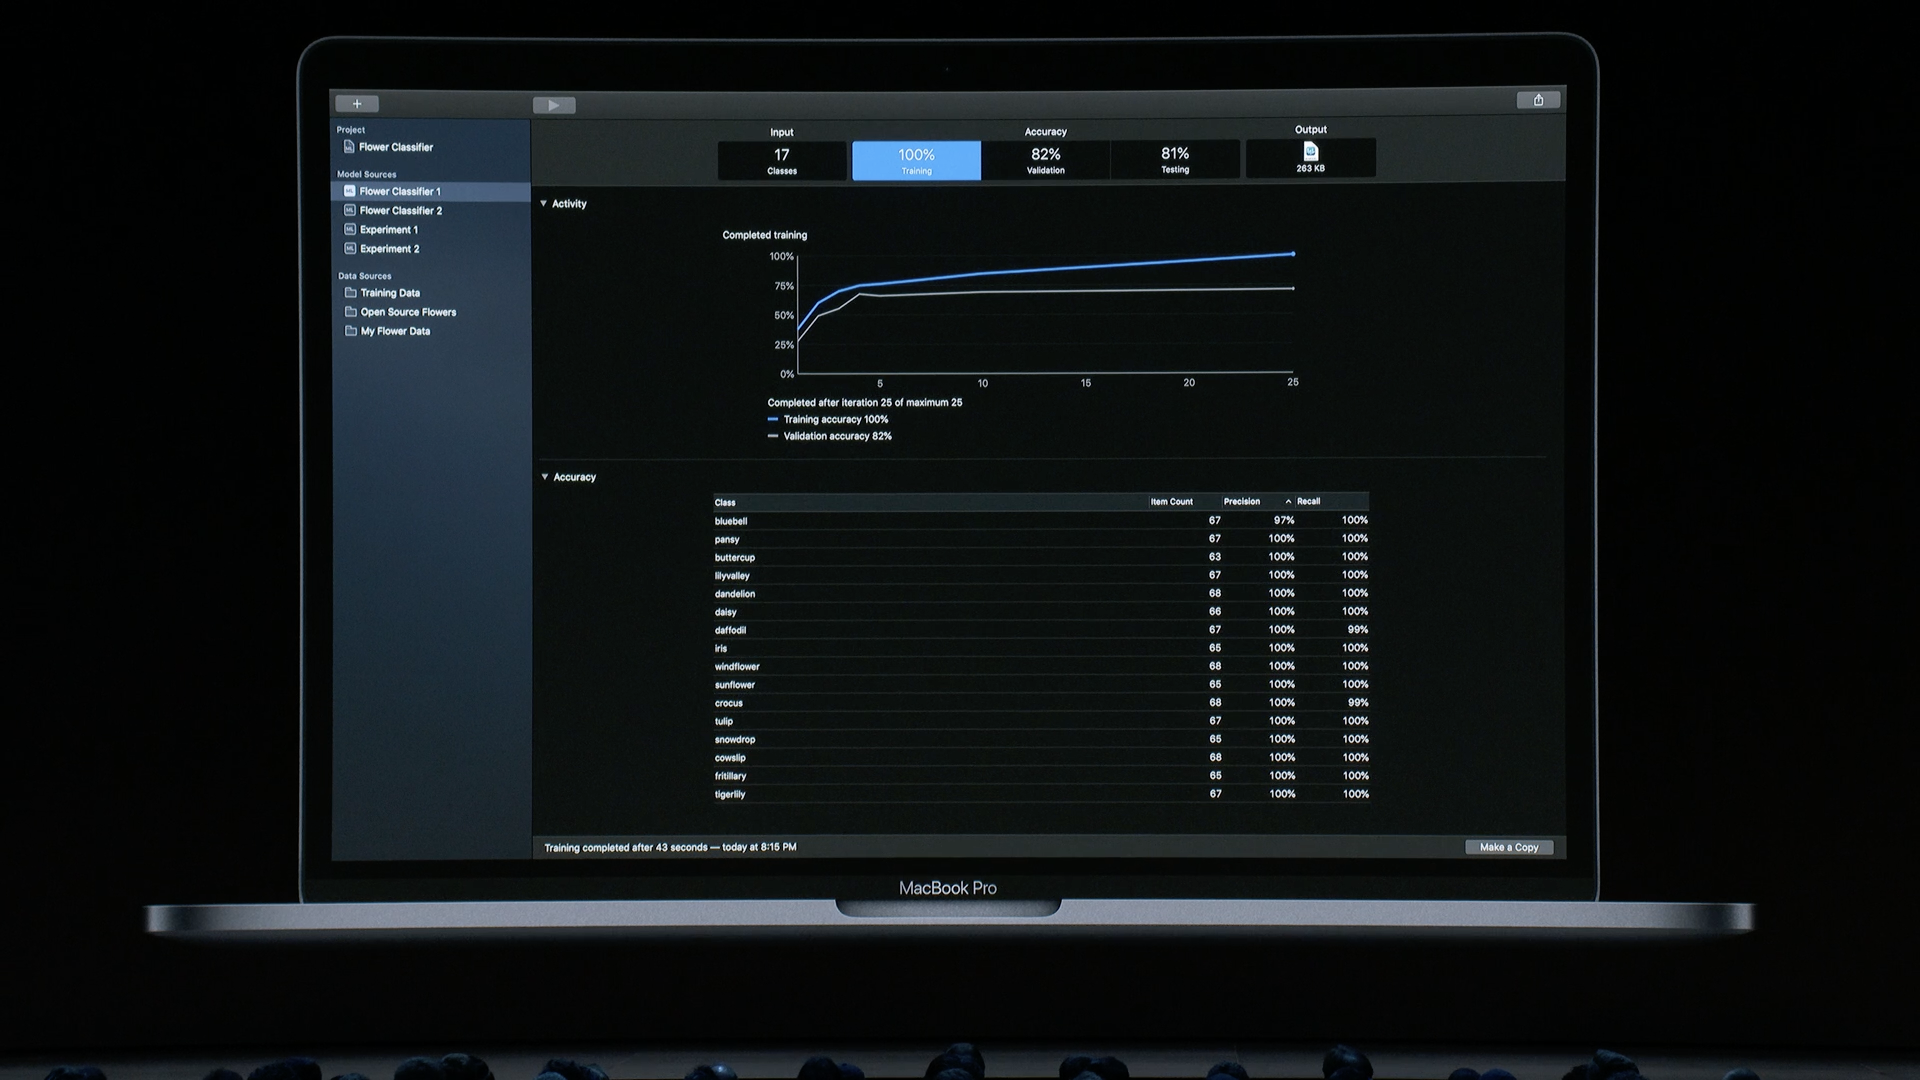 +
Input
Accuracy
Output
17
Classes
100%
Training
82%
Validation
81%
Testing
263 KB
Project
Flower Classifier
Model Sources
Flower Classifier 1
Flower Classifier 2
Experiment 1
Experiment 2
Data Sources
Training Data
Open Source Flowers
My Flower Data
Activity
Completed training
100%
75%
50%
25%
0%
5 10 15 20 25
Completed after iteration 25 of maximum 25
Training accuracy 100%
Validation accuracy 82%
Accuracy
Class Item Count Precision Recall
bluebell 67 97% 100%
pansy 67 100% 100%
buttercup 63 100% 100%
lilyvalley 67 100% 100%
dandelion 68 100% 100%
daisy 66 100% 100%
daffodil 67 100% 99%
iris 65 100% 100%
windflower 68 100% 100%
sunflower 65 100% 100%
crocus 68 100% 99%
tulip 67 100% 100%
snowdrop 65 100% 100%
cowslip 68 100% 100%
fritillary 65 100% 100%
tigerlily 67 100% 100%
Training completed after 43 seconds — today at 8:15 PM
Make a Copy
MacBook Pro